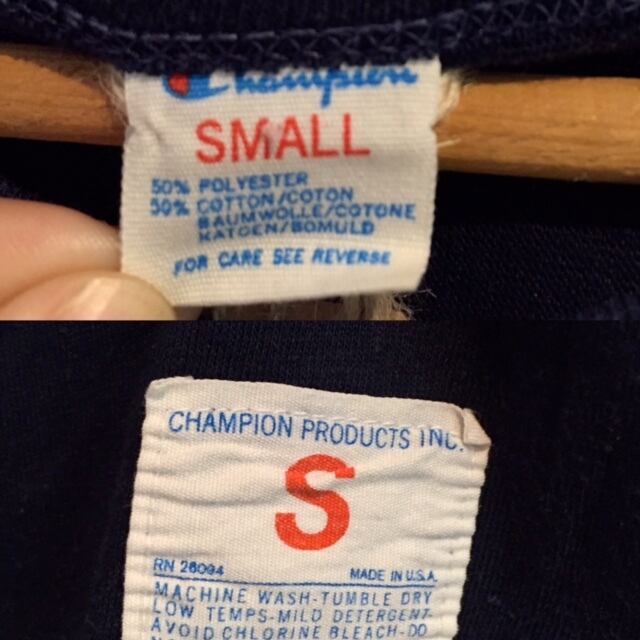 Champion
SMALL
50% POLYESTER
50% COTTON/COTON
BAUMWOLLE/COTONE
KATOEN/BOMULD
FOR CARE SEE REVERSE
CHAMPION PRODUCTS INC.
S
RN 26094 MADE IN U.S.A.
MACHINE WASH-TUMBLE DRY
LOW TEMPS-MILD DETERGENT-
AVOID CHLORINE BLEACH-DO